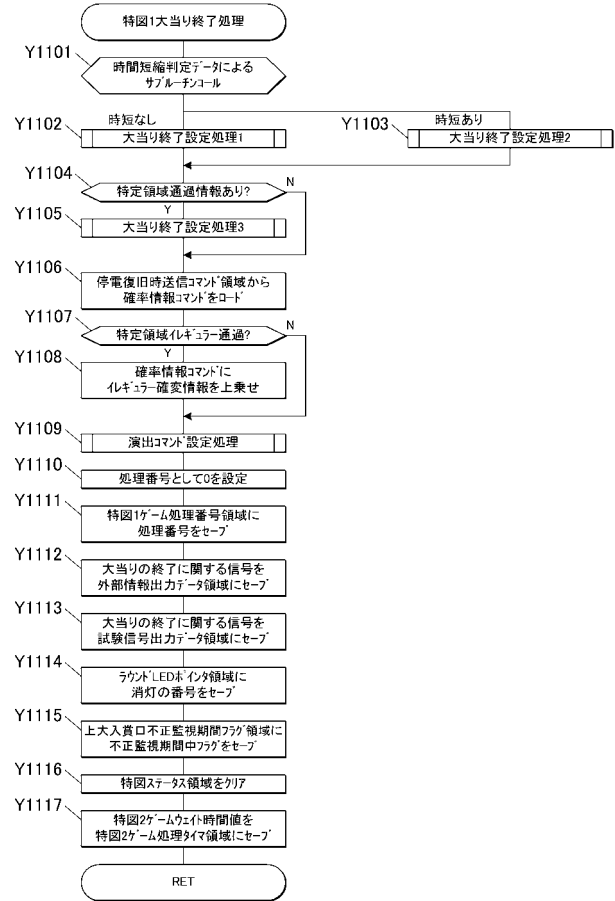 特図1大当り終了処理
Y1101
時間短縮判定データによる
サブルーチンコール
時短なし
時短あり
Y1102
大当り終了設定処理1
Y1103
大当り終了設定処理2
Y1104
特定領域通過情報あり?
N
Y
Y1105
大当り終了設定処理3
Y1106
停電復旧時送信コマンド領域から
確率情報コマンドをロード
Y1107
特定領域イレギュラー通過?
N
Y
Y1108
確率情報コマンドに
イレギュラー確変情報を上乗せ
Y1109
演出コマンド設定処理
Y1110
処理番号として0を設定
Y1111
特図1ゲーム処理番号領域に
処理番号をセーブ
Y1112
大当りの終了に関する信号を
外部情報出力データ領域にセーブ
Y1113
大当りの終了に関する信号を
試験信号出力データ領域にセーブ
Y1114
ラウンドLEDポインタ領域に
消灯の番号をセーブ
Y1115
上大入賞口不正監視期間フラグ領域に
不正監視期間中フラグをセーブ
Y1116
特図ステータス領域をクリア
Y1117
特図2ゲームウェイト時間値を
特図2ゲーム処理タイマ領域にセーブ
RET